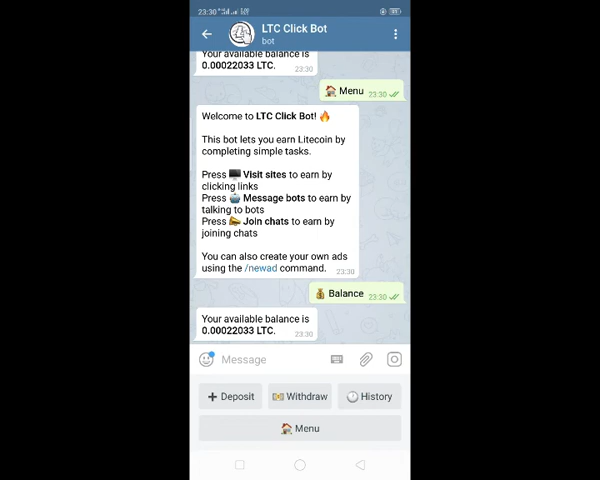 23:30
LTC Click Bot
bot
Your available balance is
0.00022033 LTC. 23:30
🏠 Menu 23:30
Welcome to LTC Click Bot! 🔥
This bot lets you earn Litecoin by
completing simple tasks.
Press 🖥 Visit sites to earn by
clicking links
Press 🤖 Message bots to earn by
talking to bots
Press 📣 Join chats to earn by
joining chats
You can also create your own ads
using the /newad command. 23:30
💰 Balance 23:30
Your available balance is
0.00022033 LTC. 23:30
Message
➕ Deposit
💵 Withdraw
🕒 History
🏠 Menu